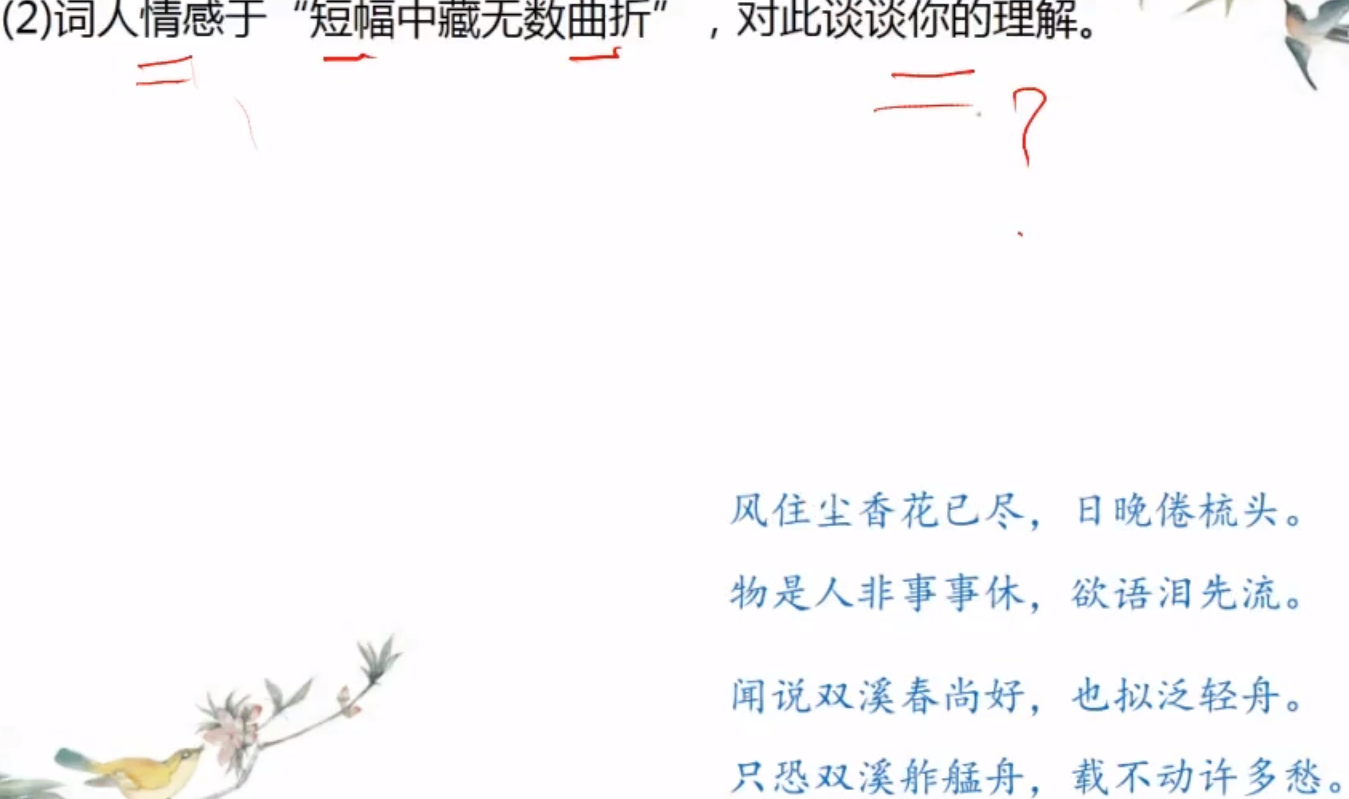 (2)词人情感于“短幅中藏无数曲折”，对此谈谈你的理解。
?
风住尘香花已尽，日晚倦梳头。
物是人非事事休，欲语泪先流。
闻说双溪春尚好，也拟泛轻舟。
只恐双溪舴艋舟，载不动许多愁。